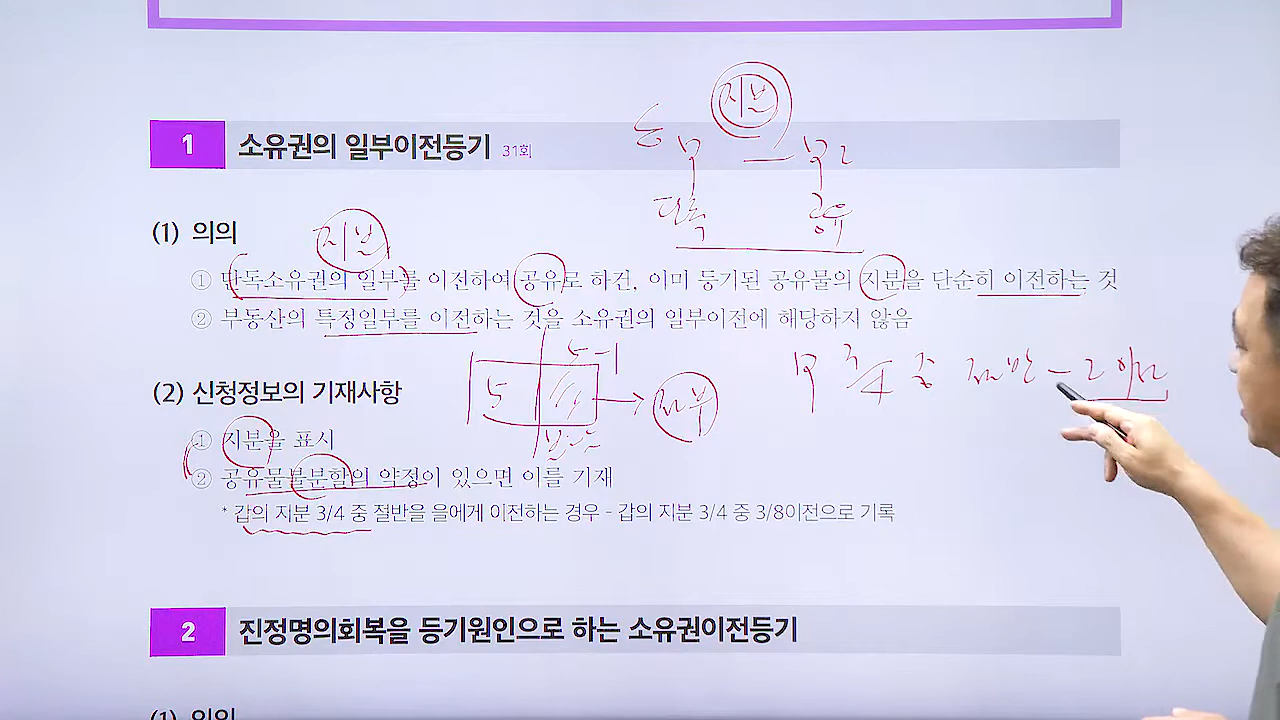 지분
1 소유권의 일부이전등기 31회
단독 공유
(1) 의의
지분
① 단독소유권의 일부를 이전하여 공유로 하건, 이미 등기된 공유물의 지분을 단순히 이전하는 것
② 부동산의 특정일부를 이전하는 것을 소유권의 일부이전에 해당하지 않음
(2) 신청정보의 기재사항
3/4 중 절반
① 지분을 표시
② 공유물불분할의 약정이 있으면 이를 기재
* 갑의 지분 3/4 중 절반을 을에게 이전하는 경우 - 갑의 지분 3/4 중 3/8이전으로 기록
2 진정명의회복을 등기원인으로 하는 소유권이전등기
(1) 의의